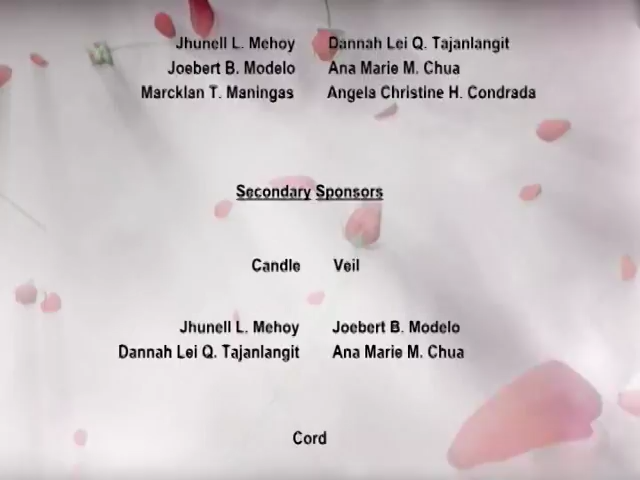 Jhunell L. Mehoy Dannah Lei Q. Tajanlangit
Joebert B. Modelo Ana Marie M. Chua
Marcklan T. Maningas Angela Christine H. Condrada
Secondary Sponsors
Candle Veil
Jhunell L. Mehoy Joebert B. Modelo
Dannah Lei Q. Tajanlangit Ana Marie M. Chua
Cord